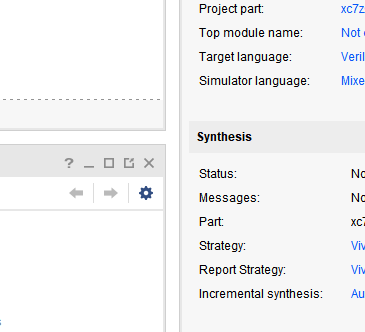 Project part: xc7z
Top module name: Not
Target language: Veril
Simulator language: Mixe
Synthesis
Status: No
Messages: No
Part: xc7
Strategy: Viv
Report Strategy: Viv
Incremental synthesis: Au